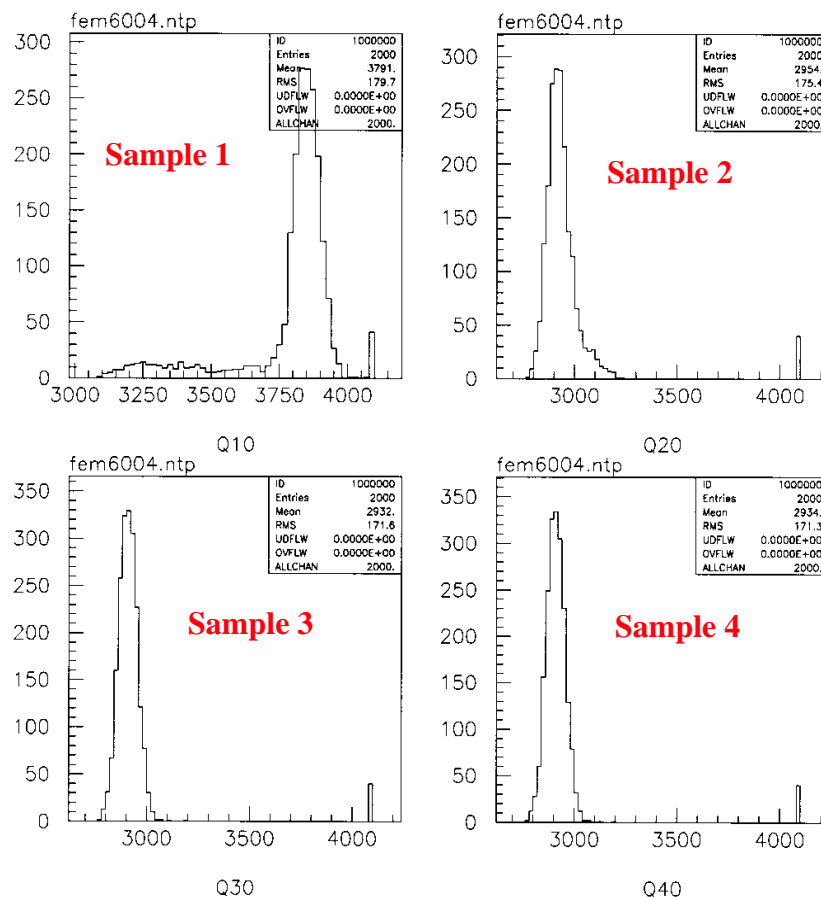 fem6004.ntp
ID 1000000
Entries 2000
Mean 3791.
RMS 179.7
UDFLW 0.0000E+00
OVFLW 0.0000E+00
ALLCHAN 2000.
Sample 1
300
250
200
150
100
50
0
3000 3250 3500 3750 4000
Q10
fem6004.ntp
ID 1000000
Entries 2000
Mean 2954.
RMS 175.4
UDFLW 0.0000E+00
OVFLW 0.0000E+00
ALLCHAN 2000.
Sample 2
300
250
200
150
100
50
0
3000 3500 4000
Q20
fem6004.ntp
ID 1000000
Entries 2000
Mean 2932.
RMS 171.6
UDFLW 0.0000E+00
OVFLW 0.0000E+00
ALLCHAN 2000.
Sample 3
350
300
250
200
150
100
50
0
3000 3500 4000
Q30
fem6004.ntp
ID 1000000
Entries 2000
Mean 2934.
RMS 171.3
UDFLW 0.0000E+00
OVFLW 0.0000E+00
ALLCHAN 2000.
Sample 4
350
300
250
200
150
100
50
0
3000 3500 4000
Q40